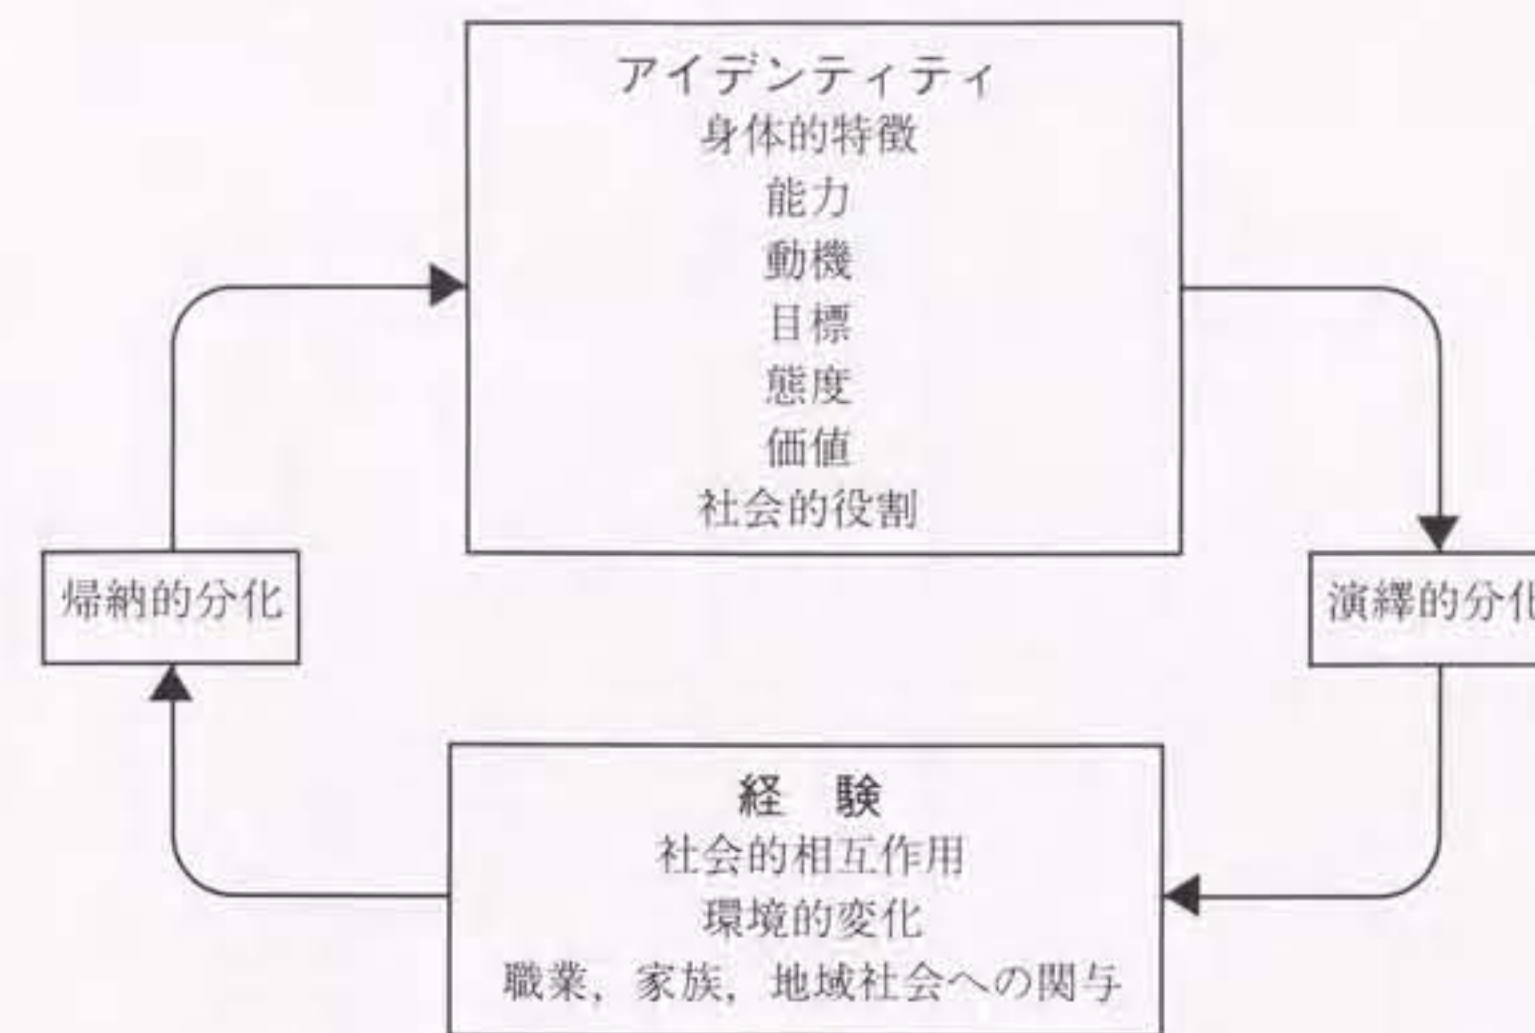 アイデンティティ
身体的特徴
能力
動機
目標
態度
価値
社会的役割
帰納的分化
演繹的分化
経　験
社会的相互作用
環境的変化
職業，家族，地域社会への関与